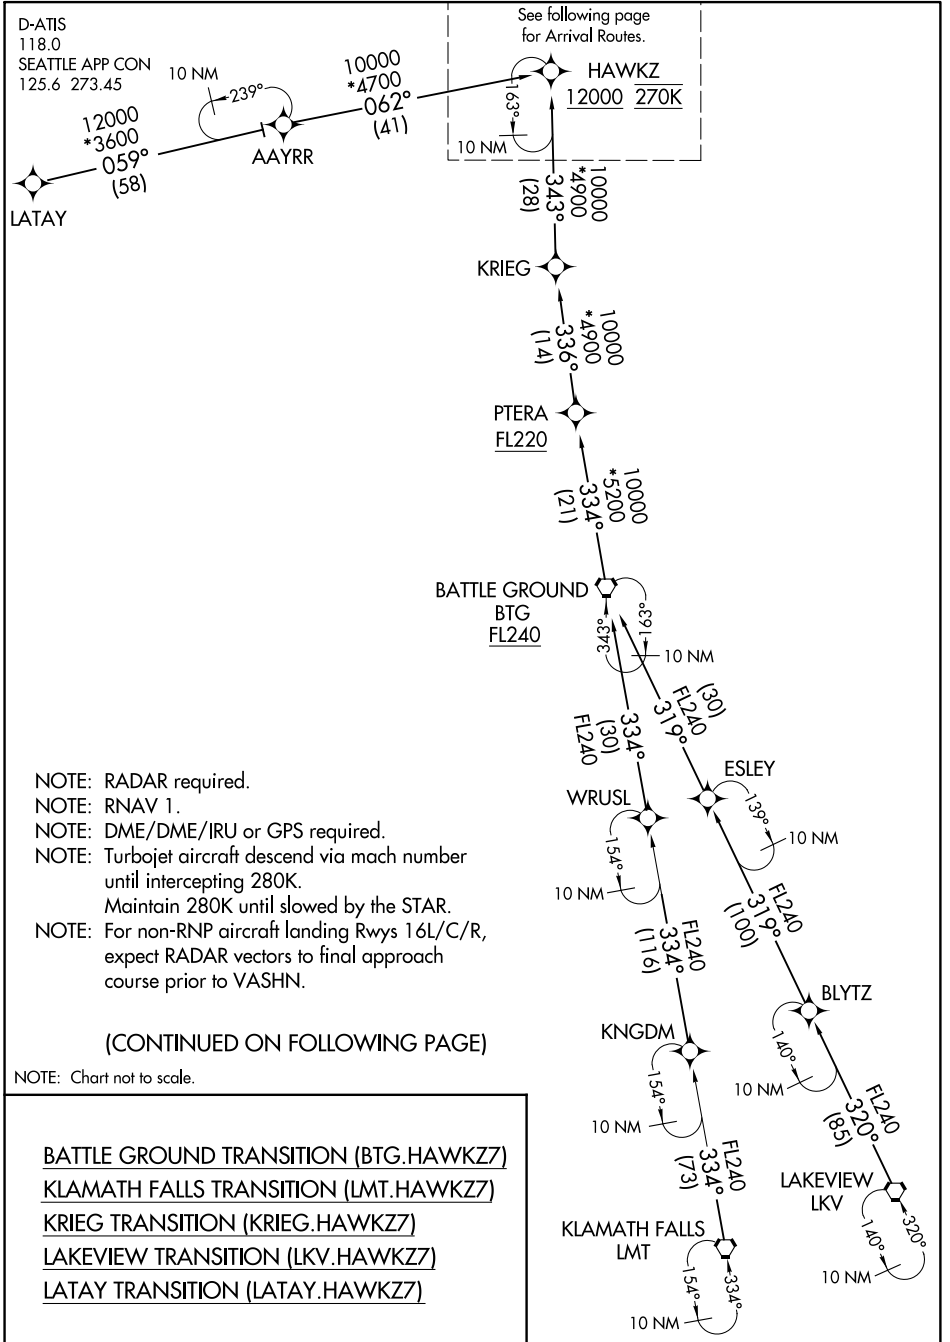 D-ATIS
118.0
SEATTLE APP CON
125.6 273.45
See following page
for Arrival Routes.
HAWKZ
12000 270K
10 NM
163°
10 NM
239°
10000
*4700
062°
(41)
AAYRR
12000
*3600
059°
(58)
LATAY
10000
*4900
343°
(28)
KRIEG
10000
*4900
336°
(14)
PTERA
FL220
10000
*5200
334°
(21)
BATTLE GROUND
BTG
FL240
343°
163°
10 NM
(30)
FL240
319°
334°
(30)
FL240
ESLEY
139°
10 NM
WRUSL
154°
10 NM
FL240
319°
(100)
FL240
334°
(116)
BLYTZ
140°
10 NM
KNGDM
154°
10 NM
FL240
320°
(85)
FL240
334°
(73)
LAKEVIEW
LKV
140°
320°
10 NM
KLAMATH FALLS
LMT
154°
334°
10 NM
NOTE: RADAR required.
NOTE: RNAV 1.
NOTE: DME/DME/IRU or GPS required.
NOTE: Turbojet aircraft descend via mach number
until intercepting 280K.
Maintain 280K until slowed by the STAR.
NOTE: For non-RNP aircraft landing Rwys 16L/C/R,
expect RADAR vectors to final approach
course prior to VASHN.
(CONTINUED ON FOLLOWING PAGE)
NOTE: Chart not to scale.
BATTLE GROUND TRANSITION (BTG.HAWKZ7)
KLAMATH FALLS TRANSITION (LMT.HAWKZ7)
KRIEG TRANSITION (KRIEG.HAWKZ7)
LAKEVIEW TRANSITION (LKV.HAWKZ7)
LATAY TRANSITION (LATAY.HAWKZ7)